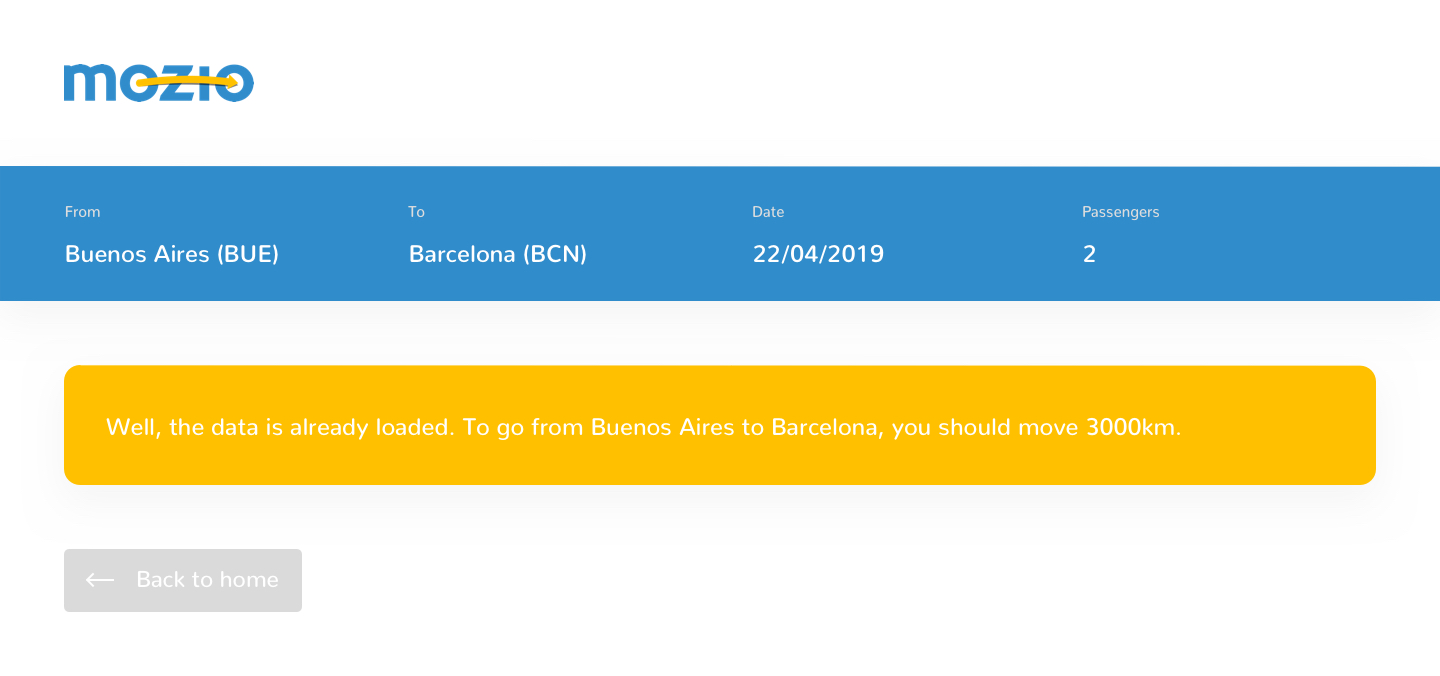 mozio
From
To
Date
Passengers
Buenos Aires (BUE)
Barcelona (BCN)
22/04/2019
2
Well, the data is already loaded. To go from Buenos Aires to Barcelona, you should move 3000km.
Back to home